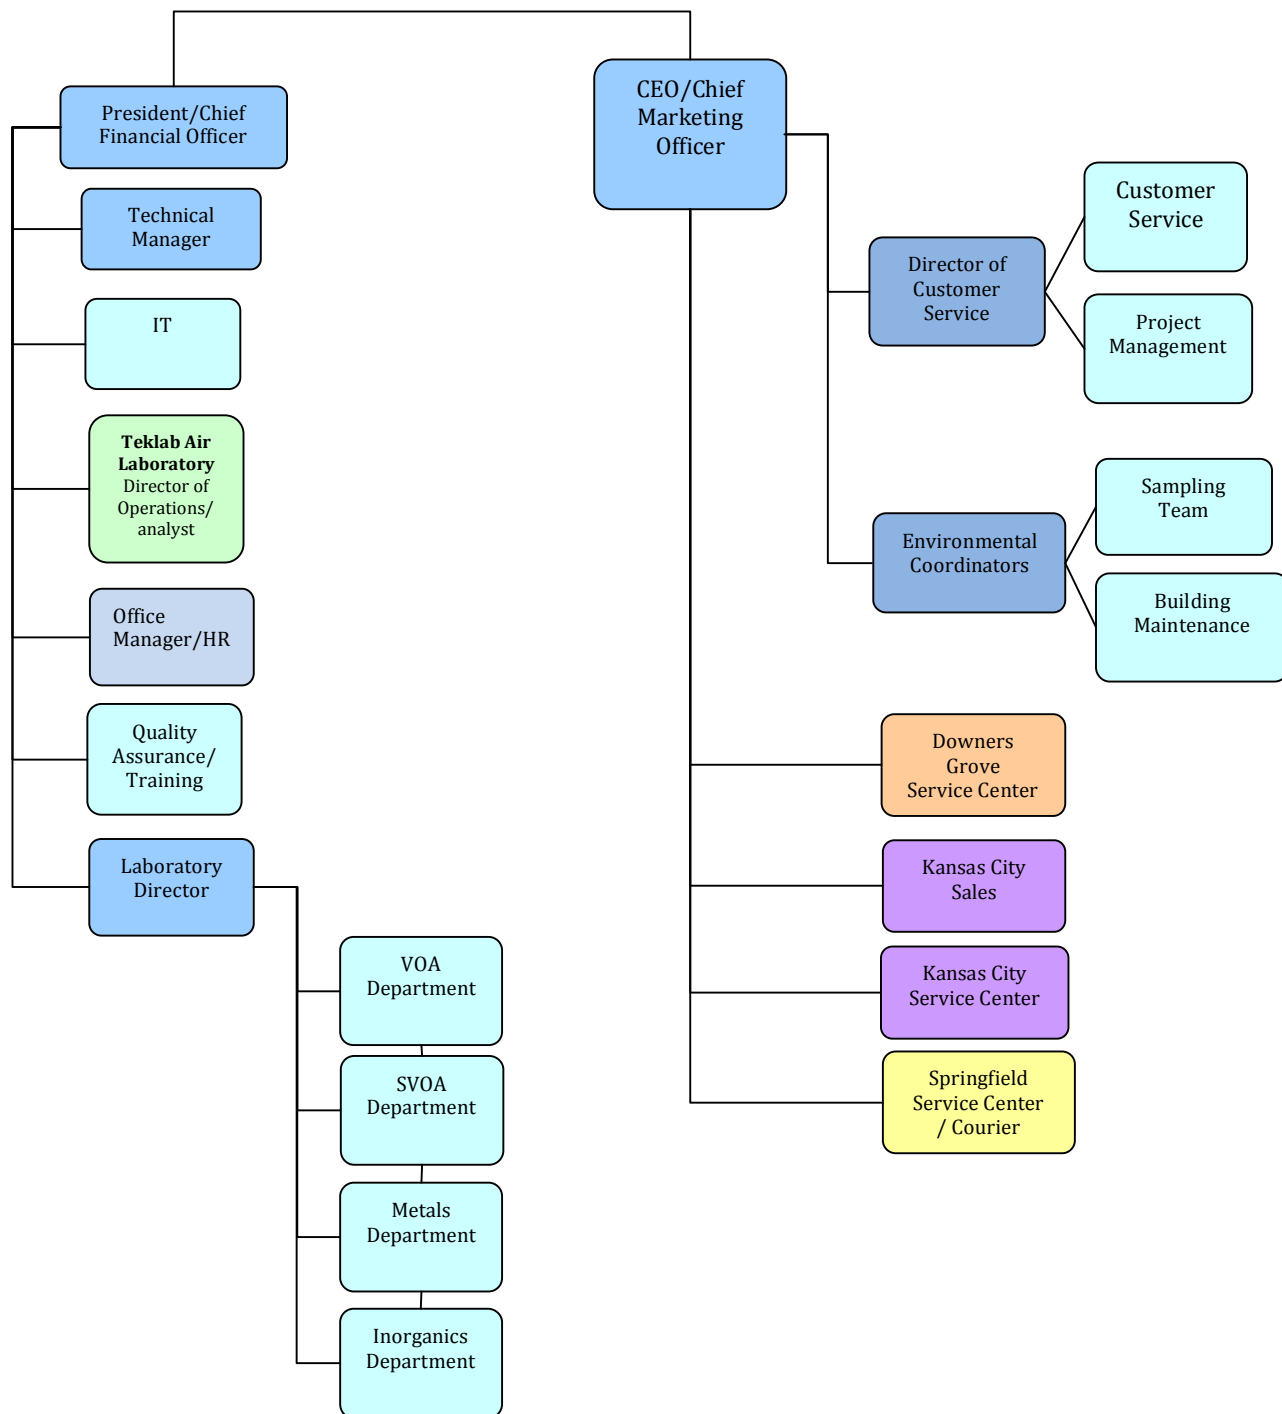 President/Chief
Financial Officer
Technical
Manager
IT
Teklab Air
Laboratory
Director of
Operations/
analyst
Office
Manager/HR
Quality
Assurance/
Training
Laboratory
Director
VOA
Department
SVOA
Department
Metals
Department
Inorganics
Department
CEO/Chief
Marketing
Officer
Director of
Customer
Service
Customer
Service
Project
Management
Environmental
Coordinators
Sampling
Team
Building
Maintenance
Downers
Grove
Service Center
Kansas City
Sales
Kansas City
Service Center
Springfield
Service Center
/ Courier